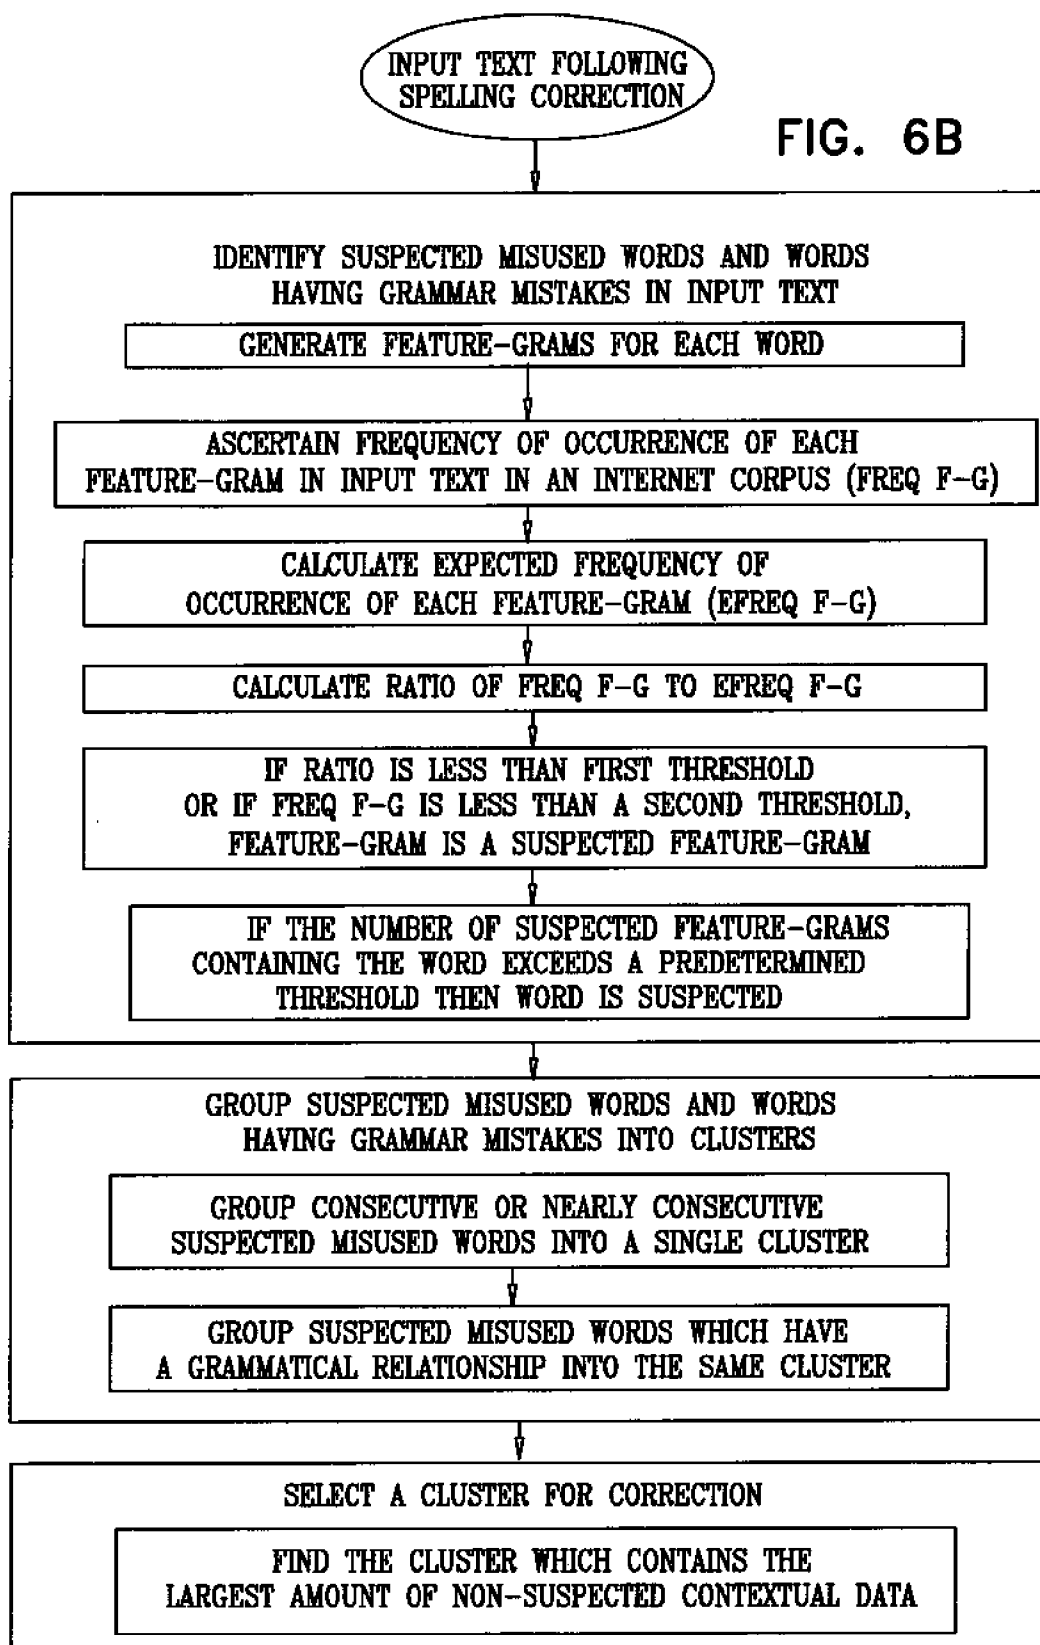 INPUT TEXT FOLLOWING
SPELLING CORRECTION
FIG. 6B
IDENTIFY SUSPECTED MISUSED WORDS AND WORDS
HAVING GRAMMAR MISTAKES IN INPUT TEXT
GENERATE FEATURE-GRAMS FOR EACH WORD
ASCERTAIN FREQUENCY OF OCCURRENCE OF EACH
FEATURE-GRAM IN INPUT TEXT IN AN INTERNET CORPUS (FREQ F-G)
CALCULATE EXPECTED FREQUENCY OF
OCCURRENCE OF EACH FEATURE-GRAM (EFREQ F-G)
CALCULATE RATIO OF FREQ F-G TO EFREQ F-G
IF RATIO IS LESS THAN FIRST THRESHOLD
OR IF FREQ F-G IS LESS THAN A SECOND THRESHOLD,
FEATURE-GRAM IS A SUSPECTED FEATURE-GRAM
IF THE NUMBER OF SUSPECTED FEATURE-GRAMS
CONTAINING THE WORD EXCEEDS A PREDETERMINED
THRESHOLD THEN WORD IS SUSPECTED
GROUP SUSPECTED MISUSED WORDS AND WORDS
HAVING GRAMMAR MISTAKES INTO CLUSTERS
GROUP CONSECUTIVE OR NEARLY CONSECUTIVE
SUSPECTED MISUSED WORDS INTO A SINGLE CLUSTER
GROUP SUSPECTED MISUSED WORDS WHICH HAVE
A GRAMMATICAL RELATIONSHIP INTO THE SAME CLUSTER
SELECT A CLUSTER FOR CORRECTION
FIND THE CLUSTER WHICH CONTAINS THE
LARGEST AMOUNT OF NON-SUSPECTED CONTEXTUAL DATA